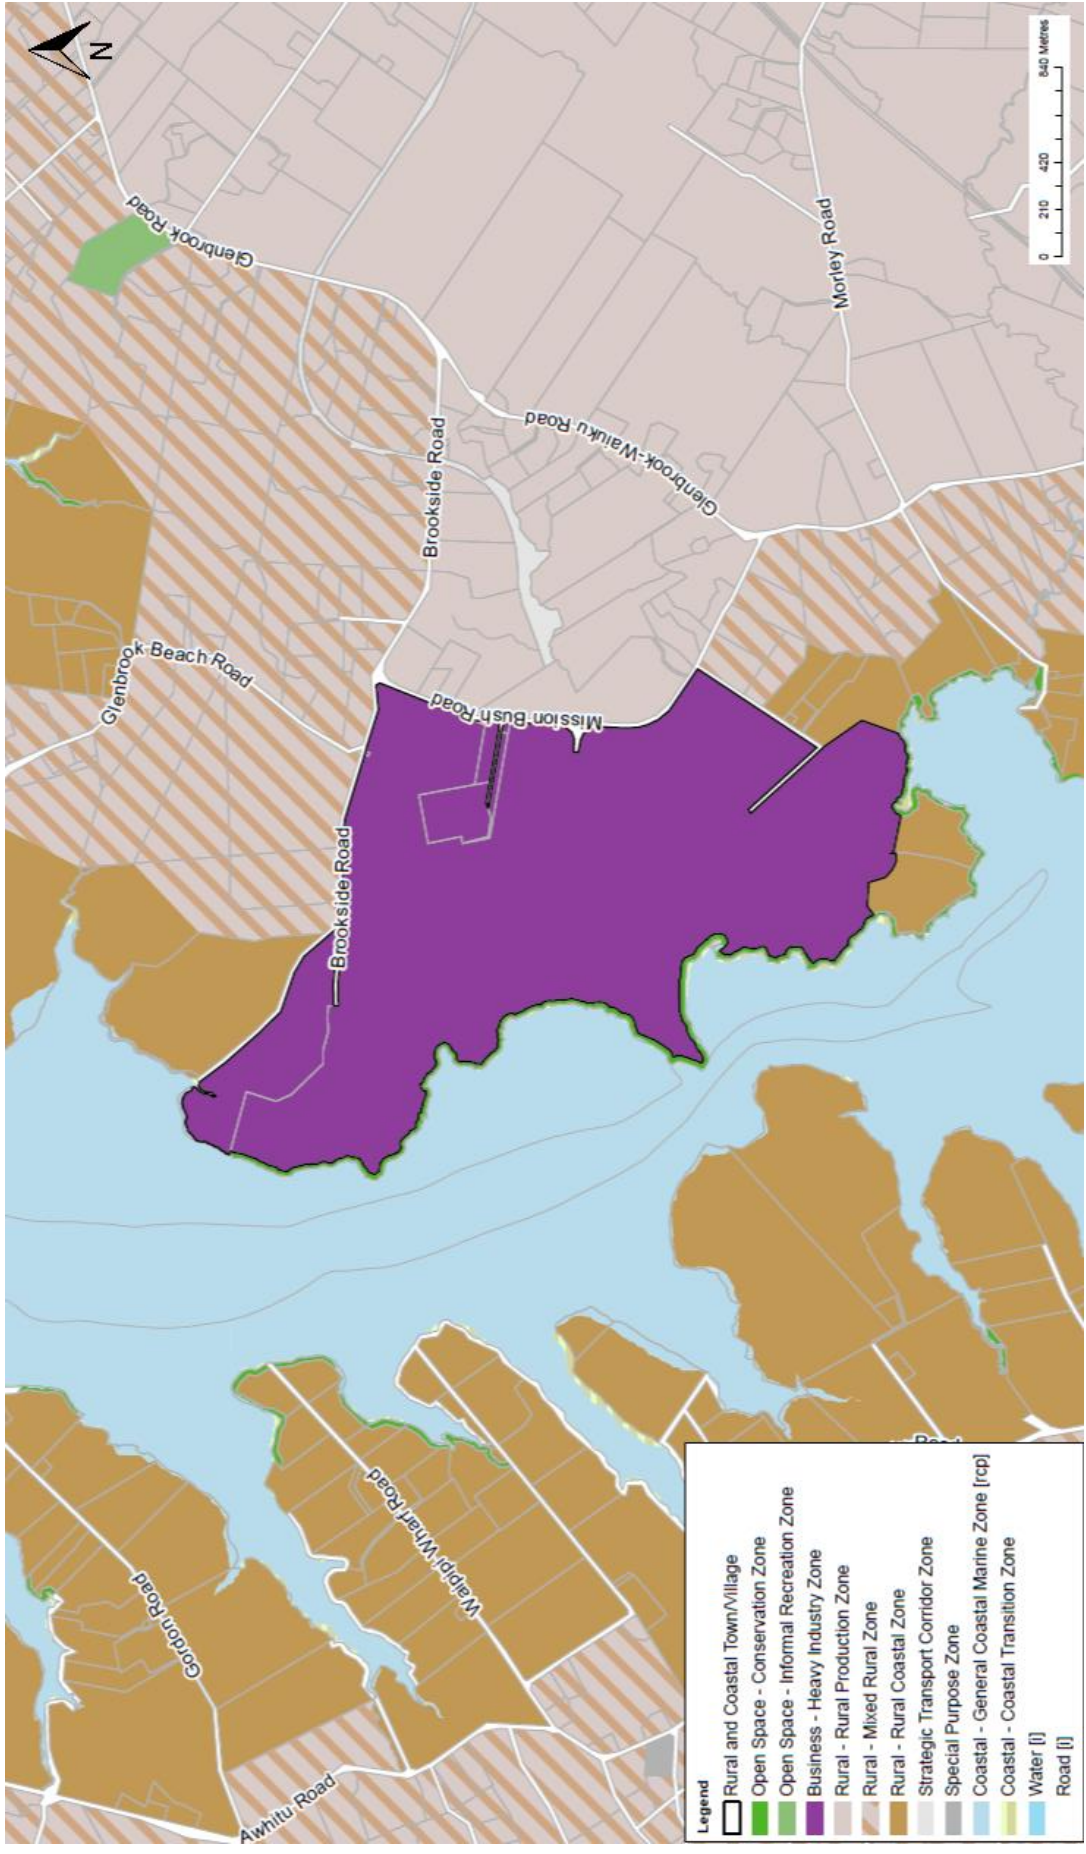 N
Glenbrook Road
Glenbrook Beach Road
Brookside Road
Brookside Road
Mission Bush Road
Glenbrook-Waiuku Road
Morley Road
Gordon Road
Waipipi Wharf Road
Awhitu Road
0 210 420 840 Metres
Legend
Rural and Coastal Town/Village
Open Space - Conservation Zone
Open Space - Informal Recreation Zone
Business - Heavy Industry Zone
Rural - Rural Production Zone
Rural - Mixed Rural Zone
Rural - Rural Coastal Zone
Strategic Transport Corridor Zone
Special Purpose Zone
Coastal - General Coastal Marine Zone [rcp]
Coastal - Coastal Transition Zone
Water [i]
Road [i]